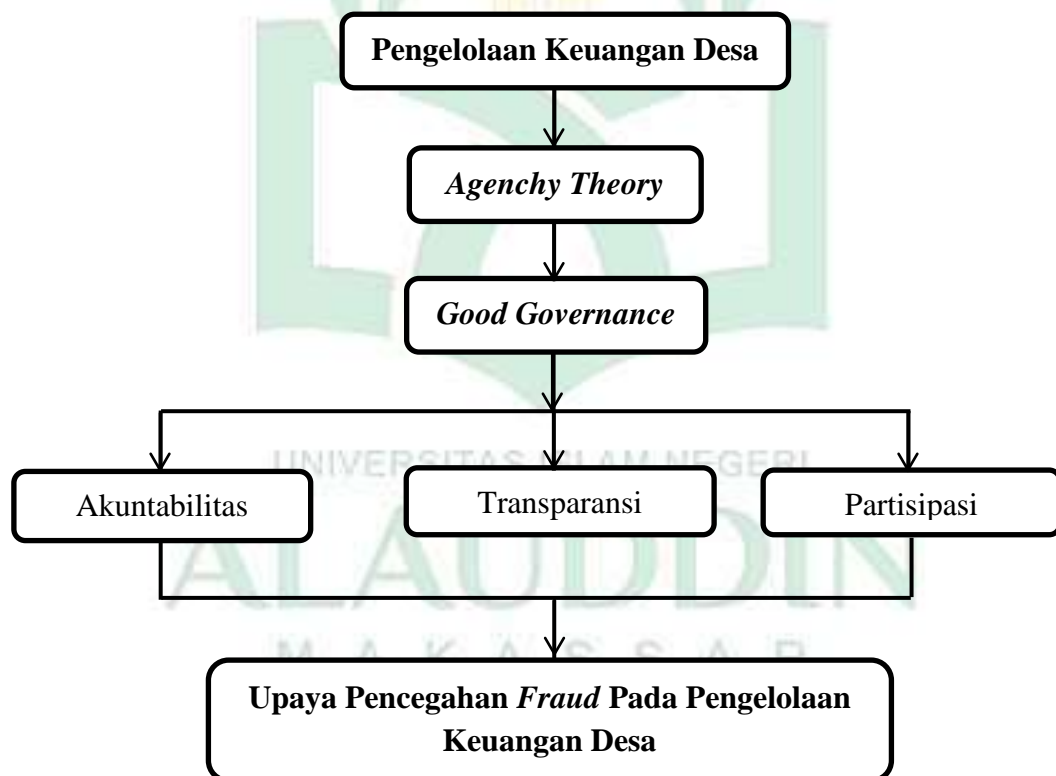 Pengelolaan Keuangan Desa
Agenchy Theory
Good Governance
UNIVERSITAS ISLAM NEGERI
Akuntabilitas
Transparansi
Partisipasi
ALAUDDIN
MAKASSAR
Upaya Pencegahan Fraud Pada Pengelolaan
Keuangan Desa